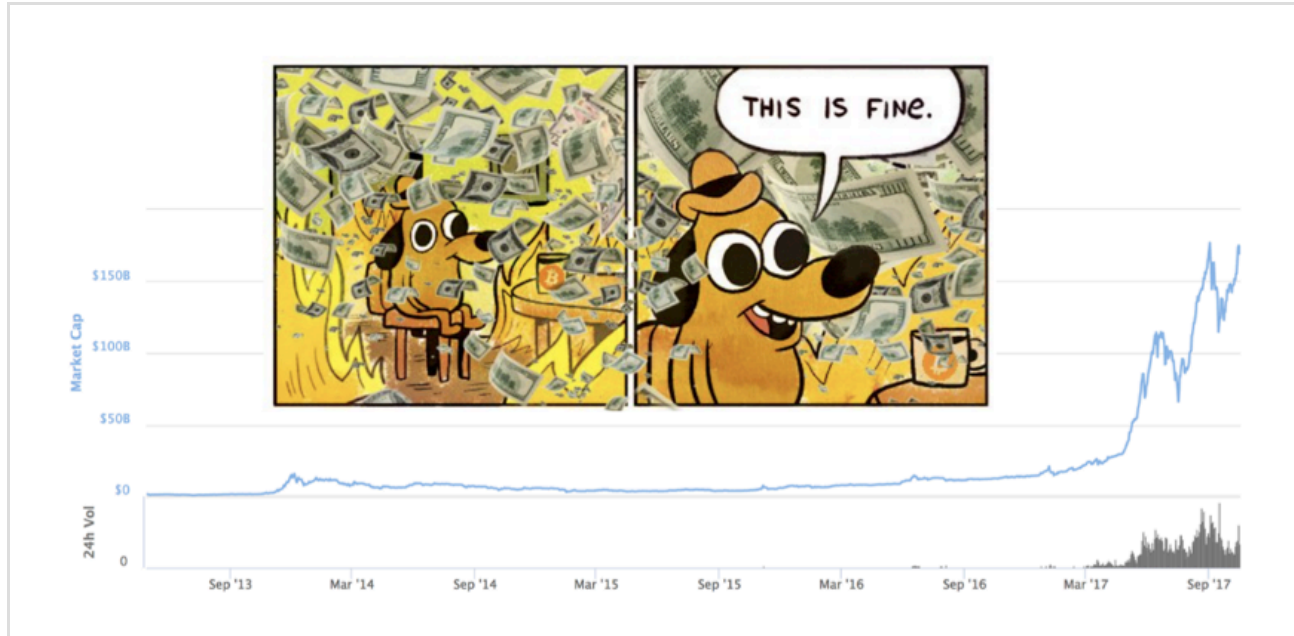 THIS IS FINE.
$150B
$100B
$50B
$0
Market Cap
24h Vol
0
Sep '13
Mar '14
Sep '14
Mar '15
Sep '15
Mar '16
Sep '16
Mar '17
Sep '17